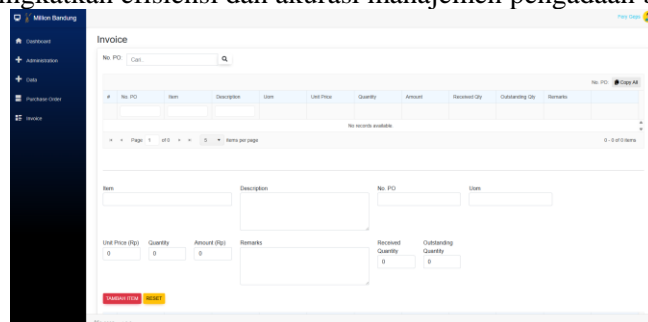 ingkatkan efisiensi dan akurasi manajemen pengadaan
Million Bandung
Dashboard
Administration
Data
Purchase Order
Invoice
Invoice
No. PO: Cari..
No. PO: Copy All
# No. PO Item Description Uom Unit Price Quantity Amount Received Qty Outstanding Qty Remarks
No records available.
Page 1 of 0 5 items per page 0 - 0 of 0 items
Item Description No. PO Uom
Unit Price (Rp) Quantity Amount (Rp) Remarks Received Quantity Outstanding Quantity
0 0 0 0 0
TAMBAH ITEM RESET